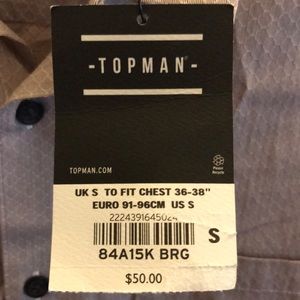 -TOPMAN-
TOPMAN.COM
Please
Recycle
UK S TO FIT CHEST 36-38"
EURO 91-96CM US S
2224391645024
S
84A15K BRG
$50.00